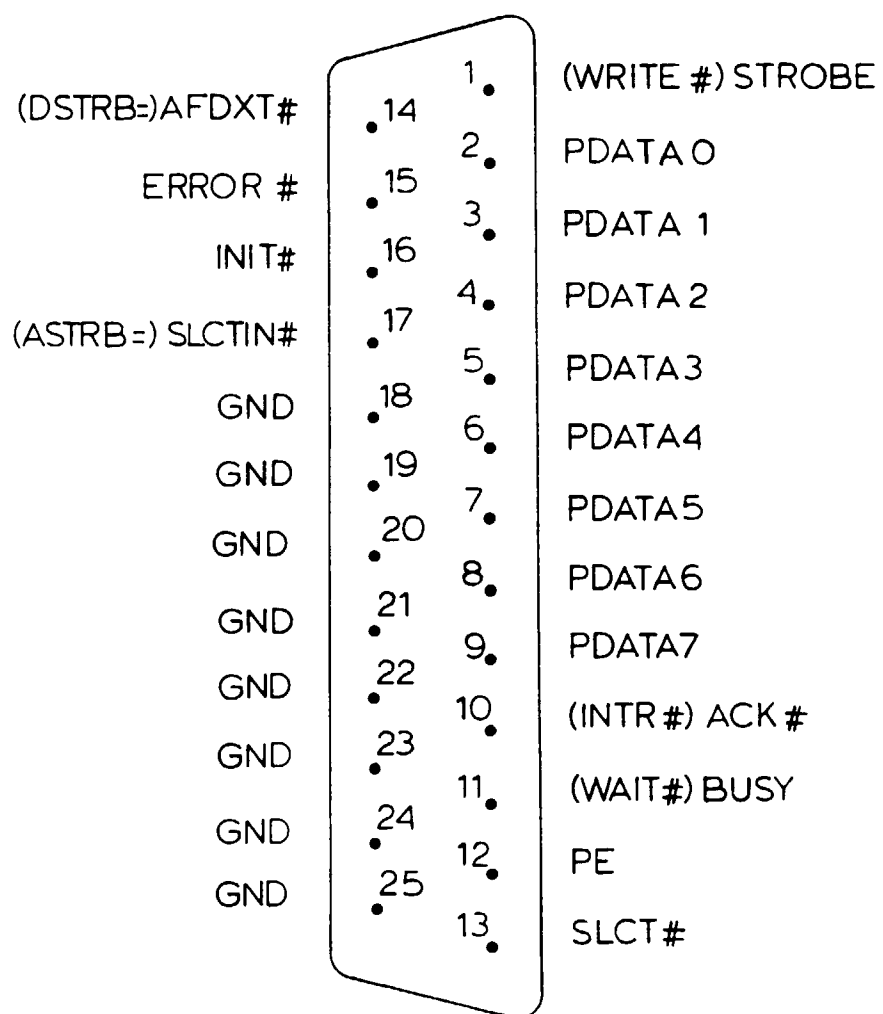 1 (WRITE #) STROBE
(DSTRB=)AFDXT# 14
2 PDATA 0
ERROR # 15
3 PDATA 1
INIT# 16
4 PDATA 2
(ASTRB=) SLCTIN# 17
5 PDATA3
GND 18
6 PDATA4
GND 19
7 PDATA5
GND 20
8 PDATA6
GND 21
9 PDATA7
GND 22
10 (INTR#) ACK #
GND 23
11 (WAIT#) BUSY
GND 24
12 PE
GND 25
13 SLCT#